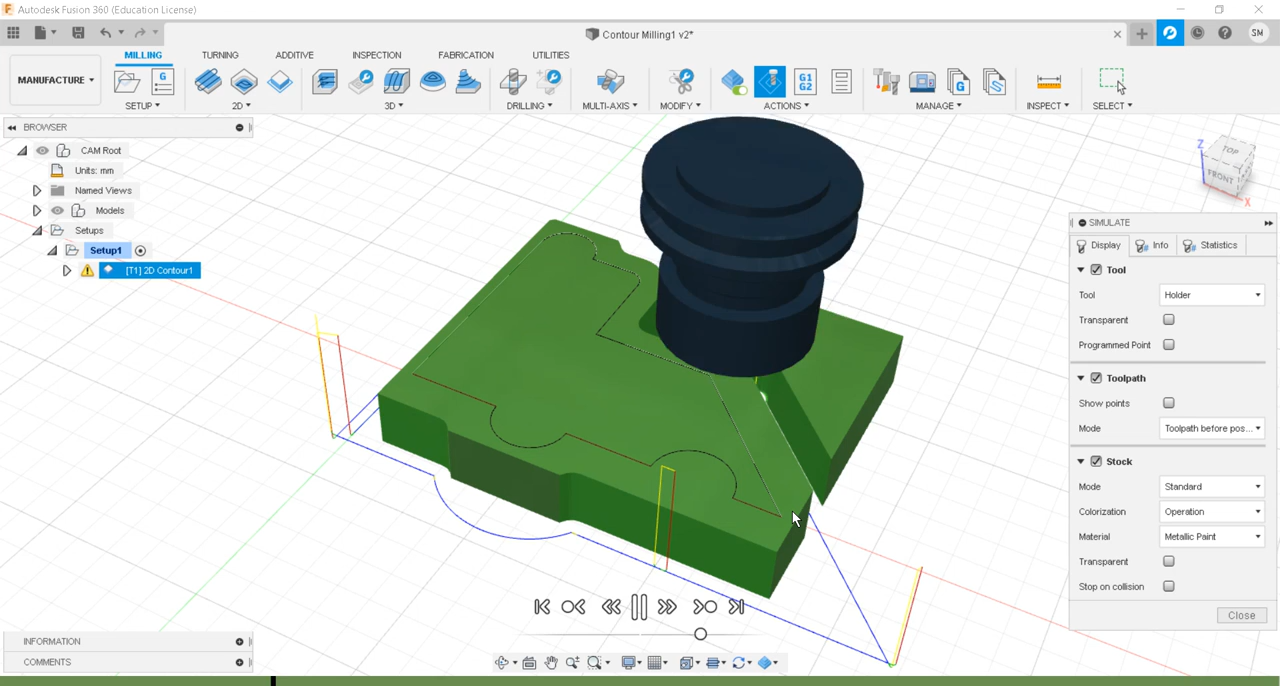 Autodesk Fusion 360 (Education License)
Contour Milling1 v2*
SM
MANUFACTURE
MILLING
TURNING
ADDITIVE
INSPECTION
FABRICATION
UTILITIES
G
G1
G2
G
S
SETUP
2D
3D
DRILLING
MULTI-AXIS
MODIFY
ACTIONS
MANAGE
INSPECT
SELECT
BROWSER
CAM Root
Units: mm
Named Views
Models
Setups
Setup1
[T1] 2D Contour1
Z
TOP
FRONT
X
SIMULATE
Display
Info
Statistics
Tool
Tool
Holder
Transparent
Programmed Point
Toolpath
Show points
Mode
Toolpath before pos...
Stock
Mode
Standard
Colorization
Operation
Material
Metallic Paint
Transparent
Stop on collision
Close
INFORMATION
COMMENTS